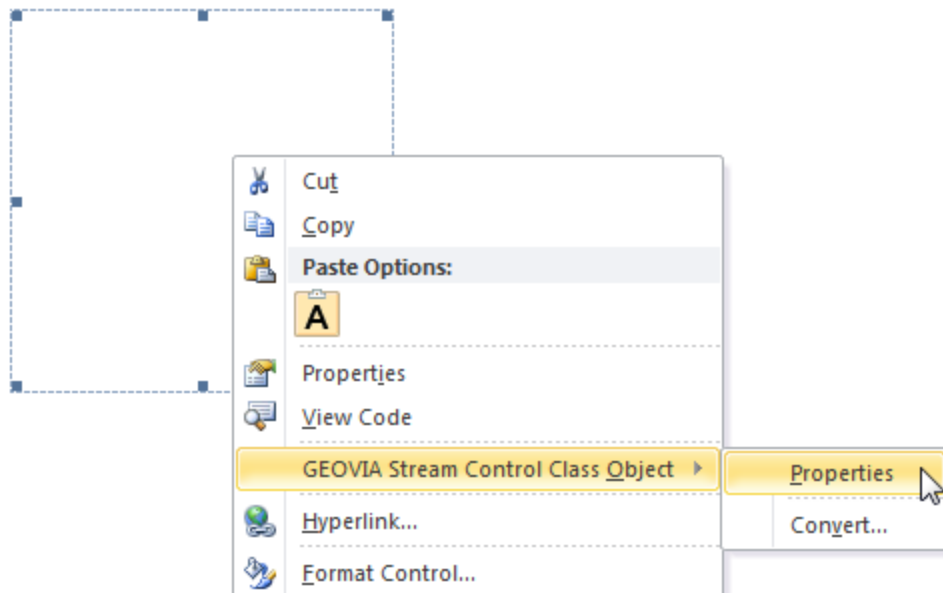 Cut
Copy
Paste Options:
A
Properties
View Code
GEOVIA Stream Control Class Object
Properties
Hyperlink...
Convert...
Format Control...